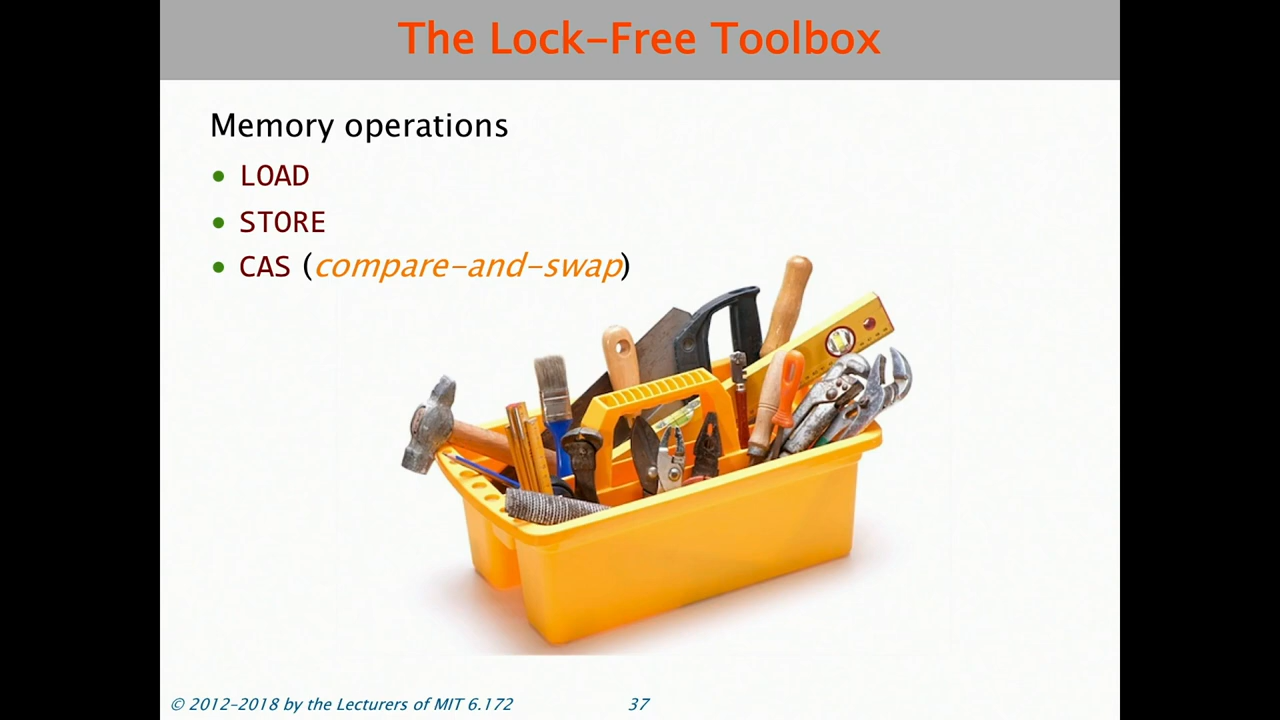 The Lock-Free Toolbox
Memory operations
• LOAD
• STORE
• CAS (compare-and-swap)
© 2012-2018 by the Lecturers of MIT 6.172
37